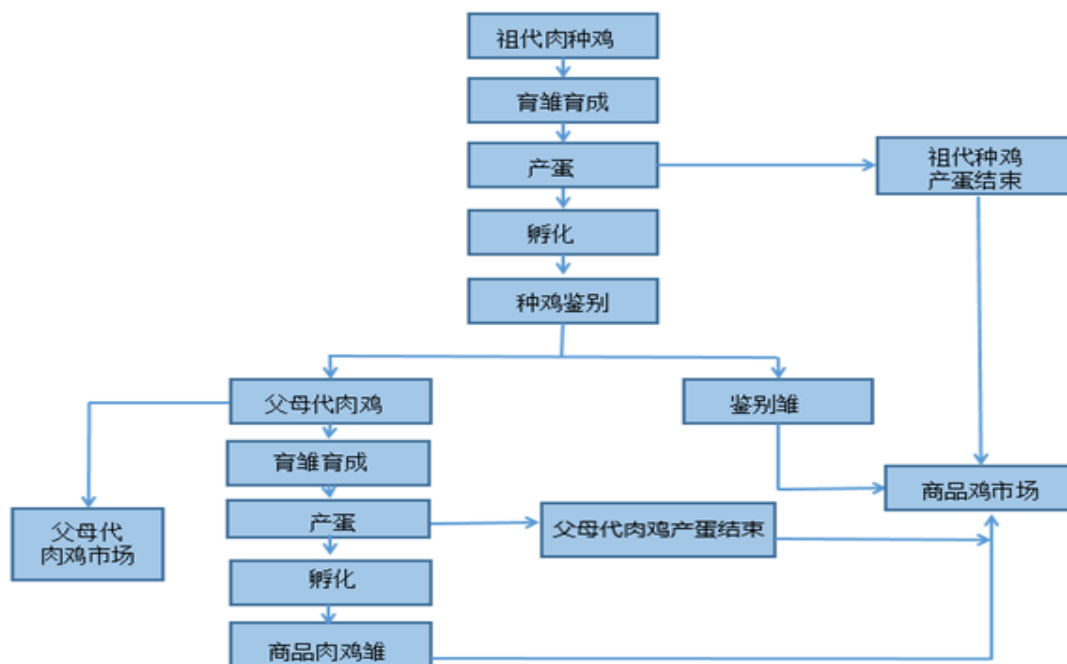 祖代肉种鸡
育雏育成
产蛋
祖代种鸡
产蛋结束
孵化
种鸡鉴别
父母代肉鸡
鉴别雏
育雏育成
商品鸡市场
产蛋
父母代肉鸡产蛋结束
父母代
肉鸡市场
孵化
商品肉鸡雏